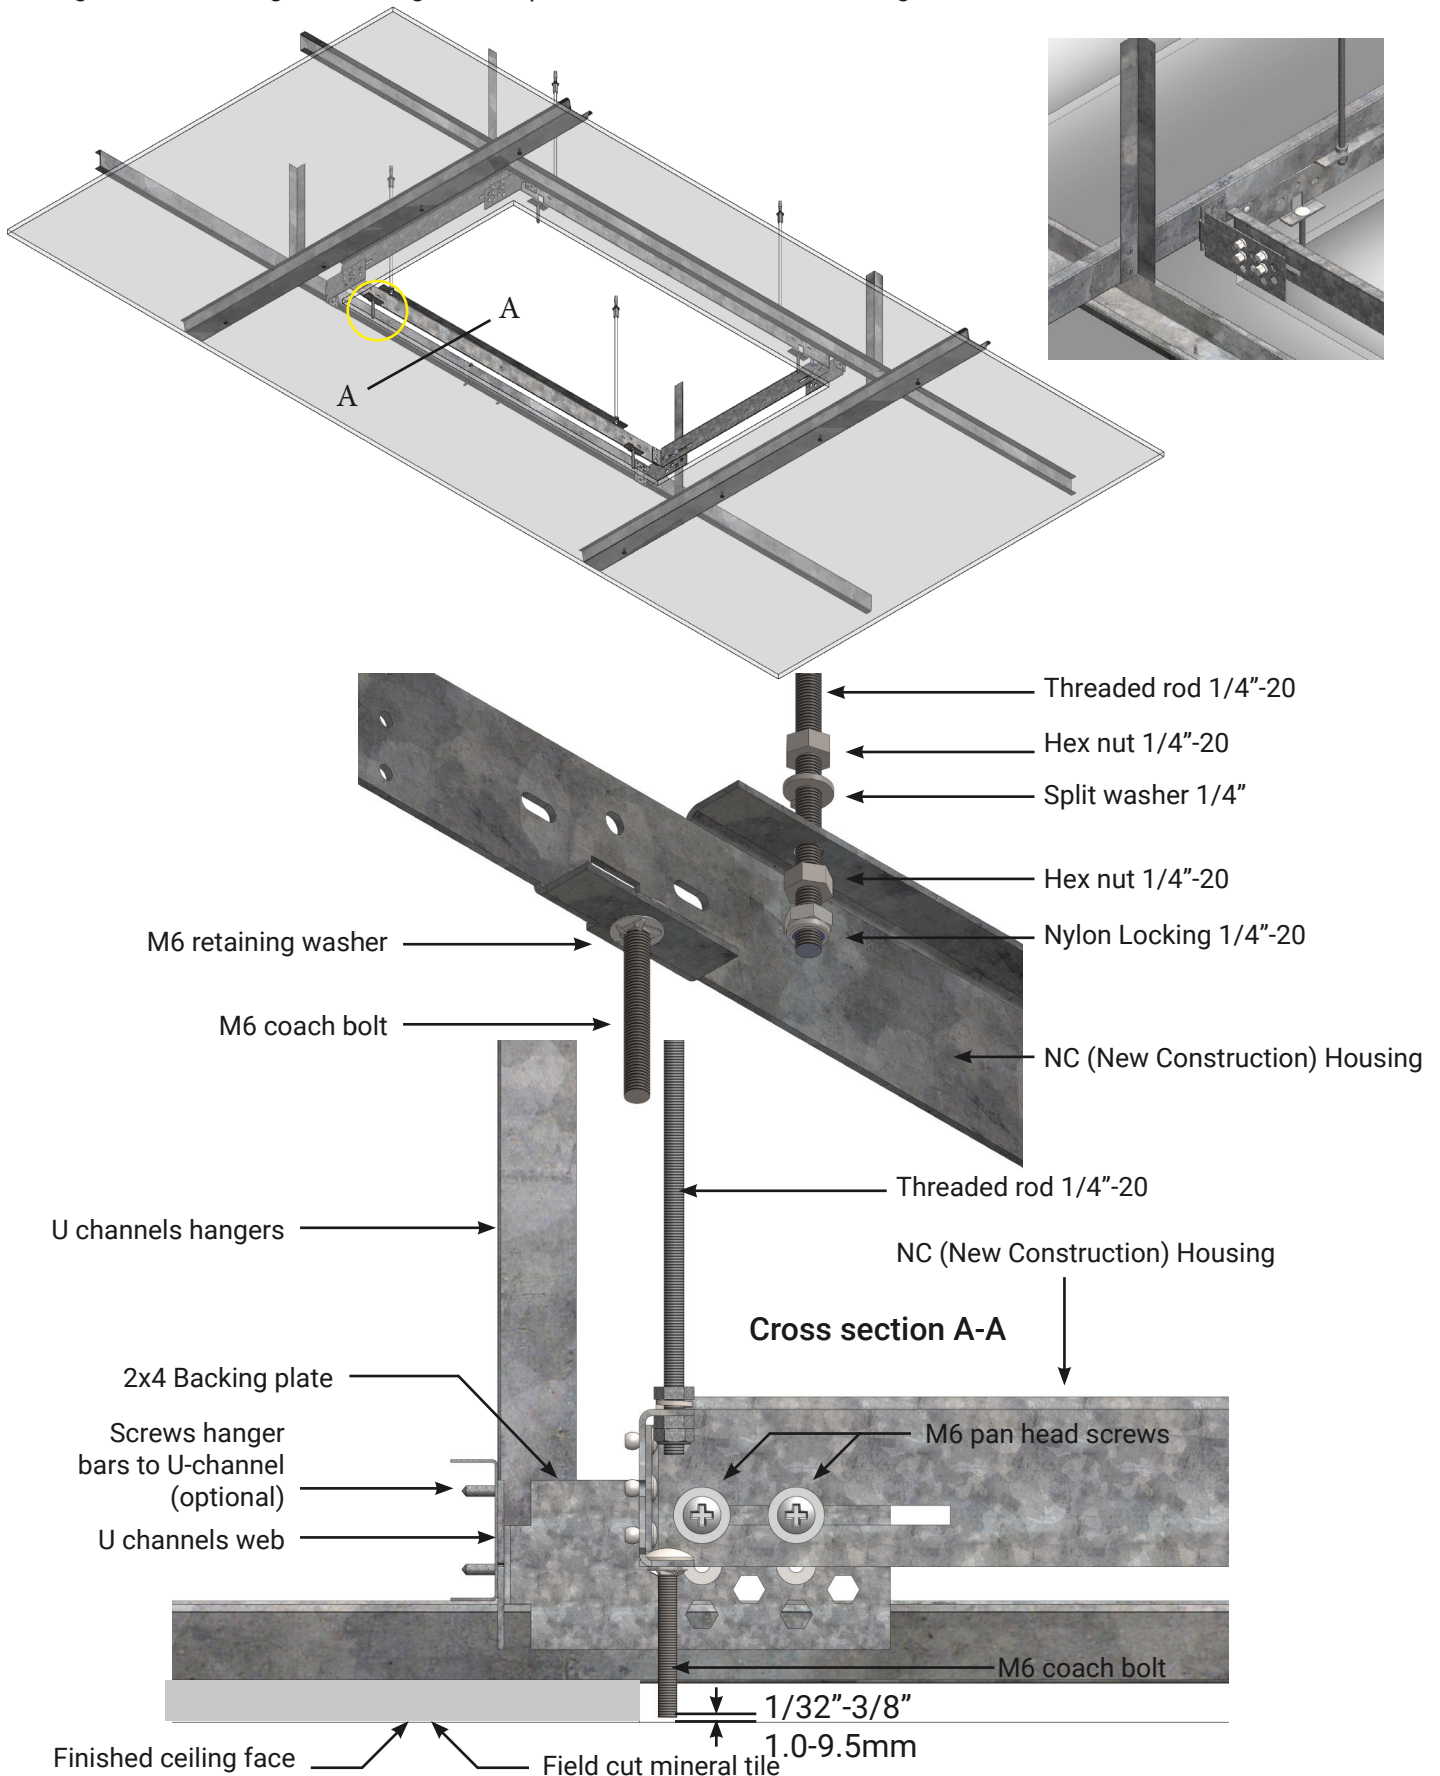 A
A
Threaded rod 1/4”-20
Hex nut 1/4”-20
Split washer 1/4”
Hex nut 1/4”-20
Nylon Locking 1/4”-20
M6 retaining washer
M6 coach bolt
NC (New Construction) Housing
Threaded rod 1/4”-20
U channels hangers
NC (New Construction) Housing
Cross section A-A
2x4 Backing plate
Screws hanger
bars to U-channel
(optional)
M6 pan head screws
U channels web
M6 coach bolt
1/32”-3/8”
1.0-9.5mm
Finished ceiling face
Field cut mineral tile